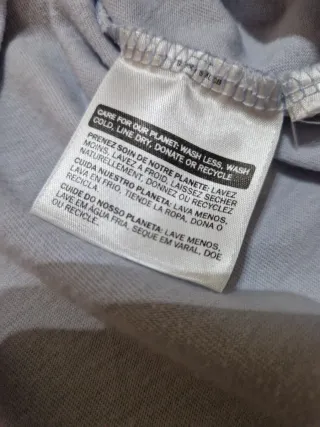 CARE FOR OUR PLANET: WASH LESS, WASH
COLD, LINE DRY, DONATE OR RECYCLE
PRENEZ SOIN DE NOTRE PLANETE: LAVEZ
MOINS, LAVEZ À FROID, LAISSEZ SECHER
NATURELLEMENT, DONNEZ OU RECYCLEZ
CUIDA NUESTRO PLANETA: LAVA MENOS,
LAVA EN FRIO, TIENDE LA ROPA, DONA O
RECICLA
CUIDE DO NOSSO PLANETA: LAVE MENOS,
LAVE EM ÁGUA FRIA, SEQUE EM VARAL, DOE
OU RECICLE.